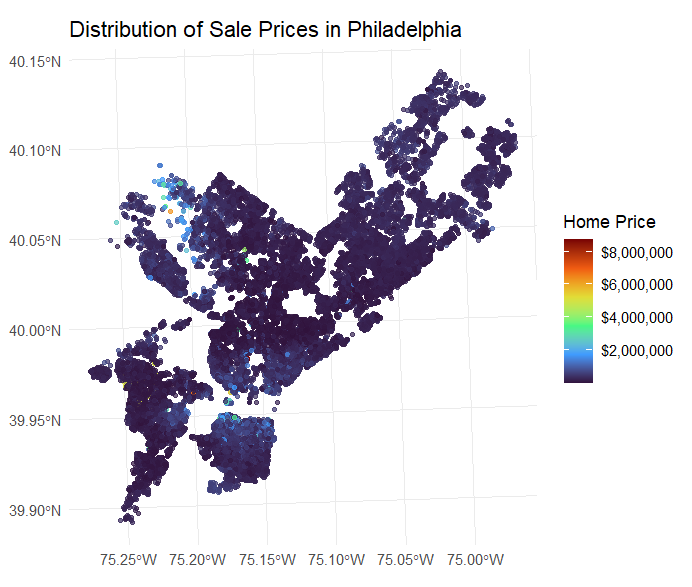 Distribution of Sale Prices in Philadelphia
40.15°N
40.10°N
40.05°N
40.00°N
39.95°N
39.90°N
75.25°W 75.20°W 75.15°W 75.10°W 75.05°W 75.00°W
Home Price
$8,000,000
$6,000,000
$4,000,000
$2,000,000